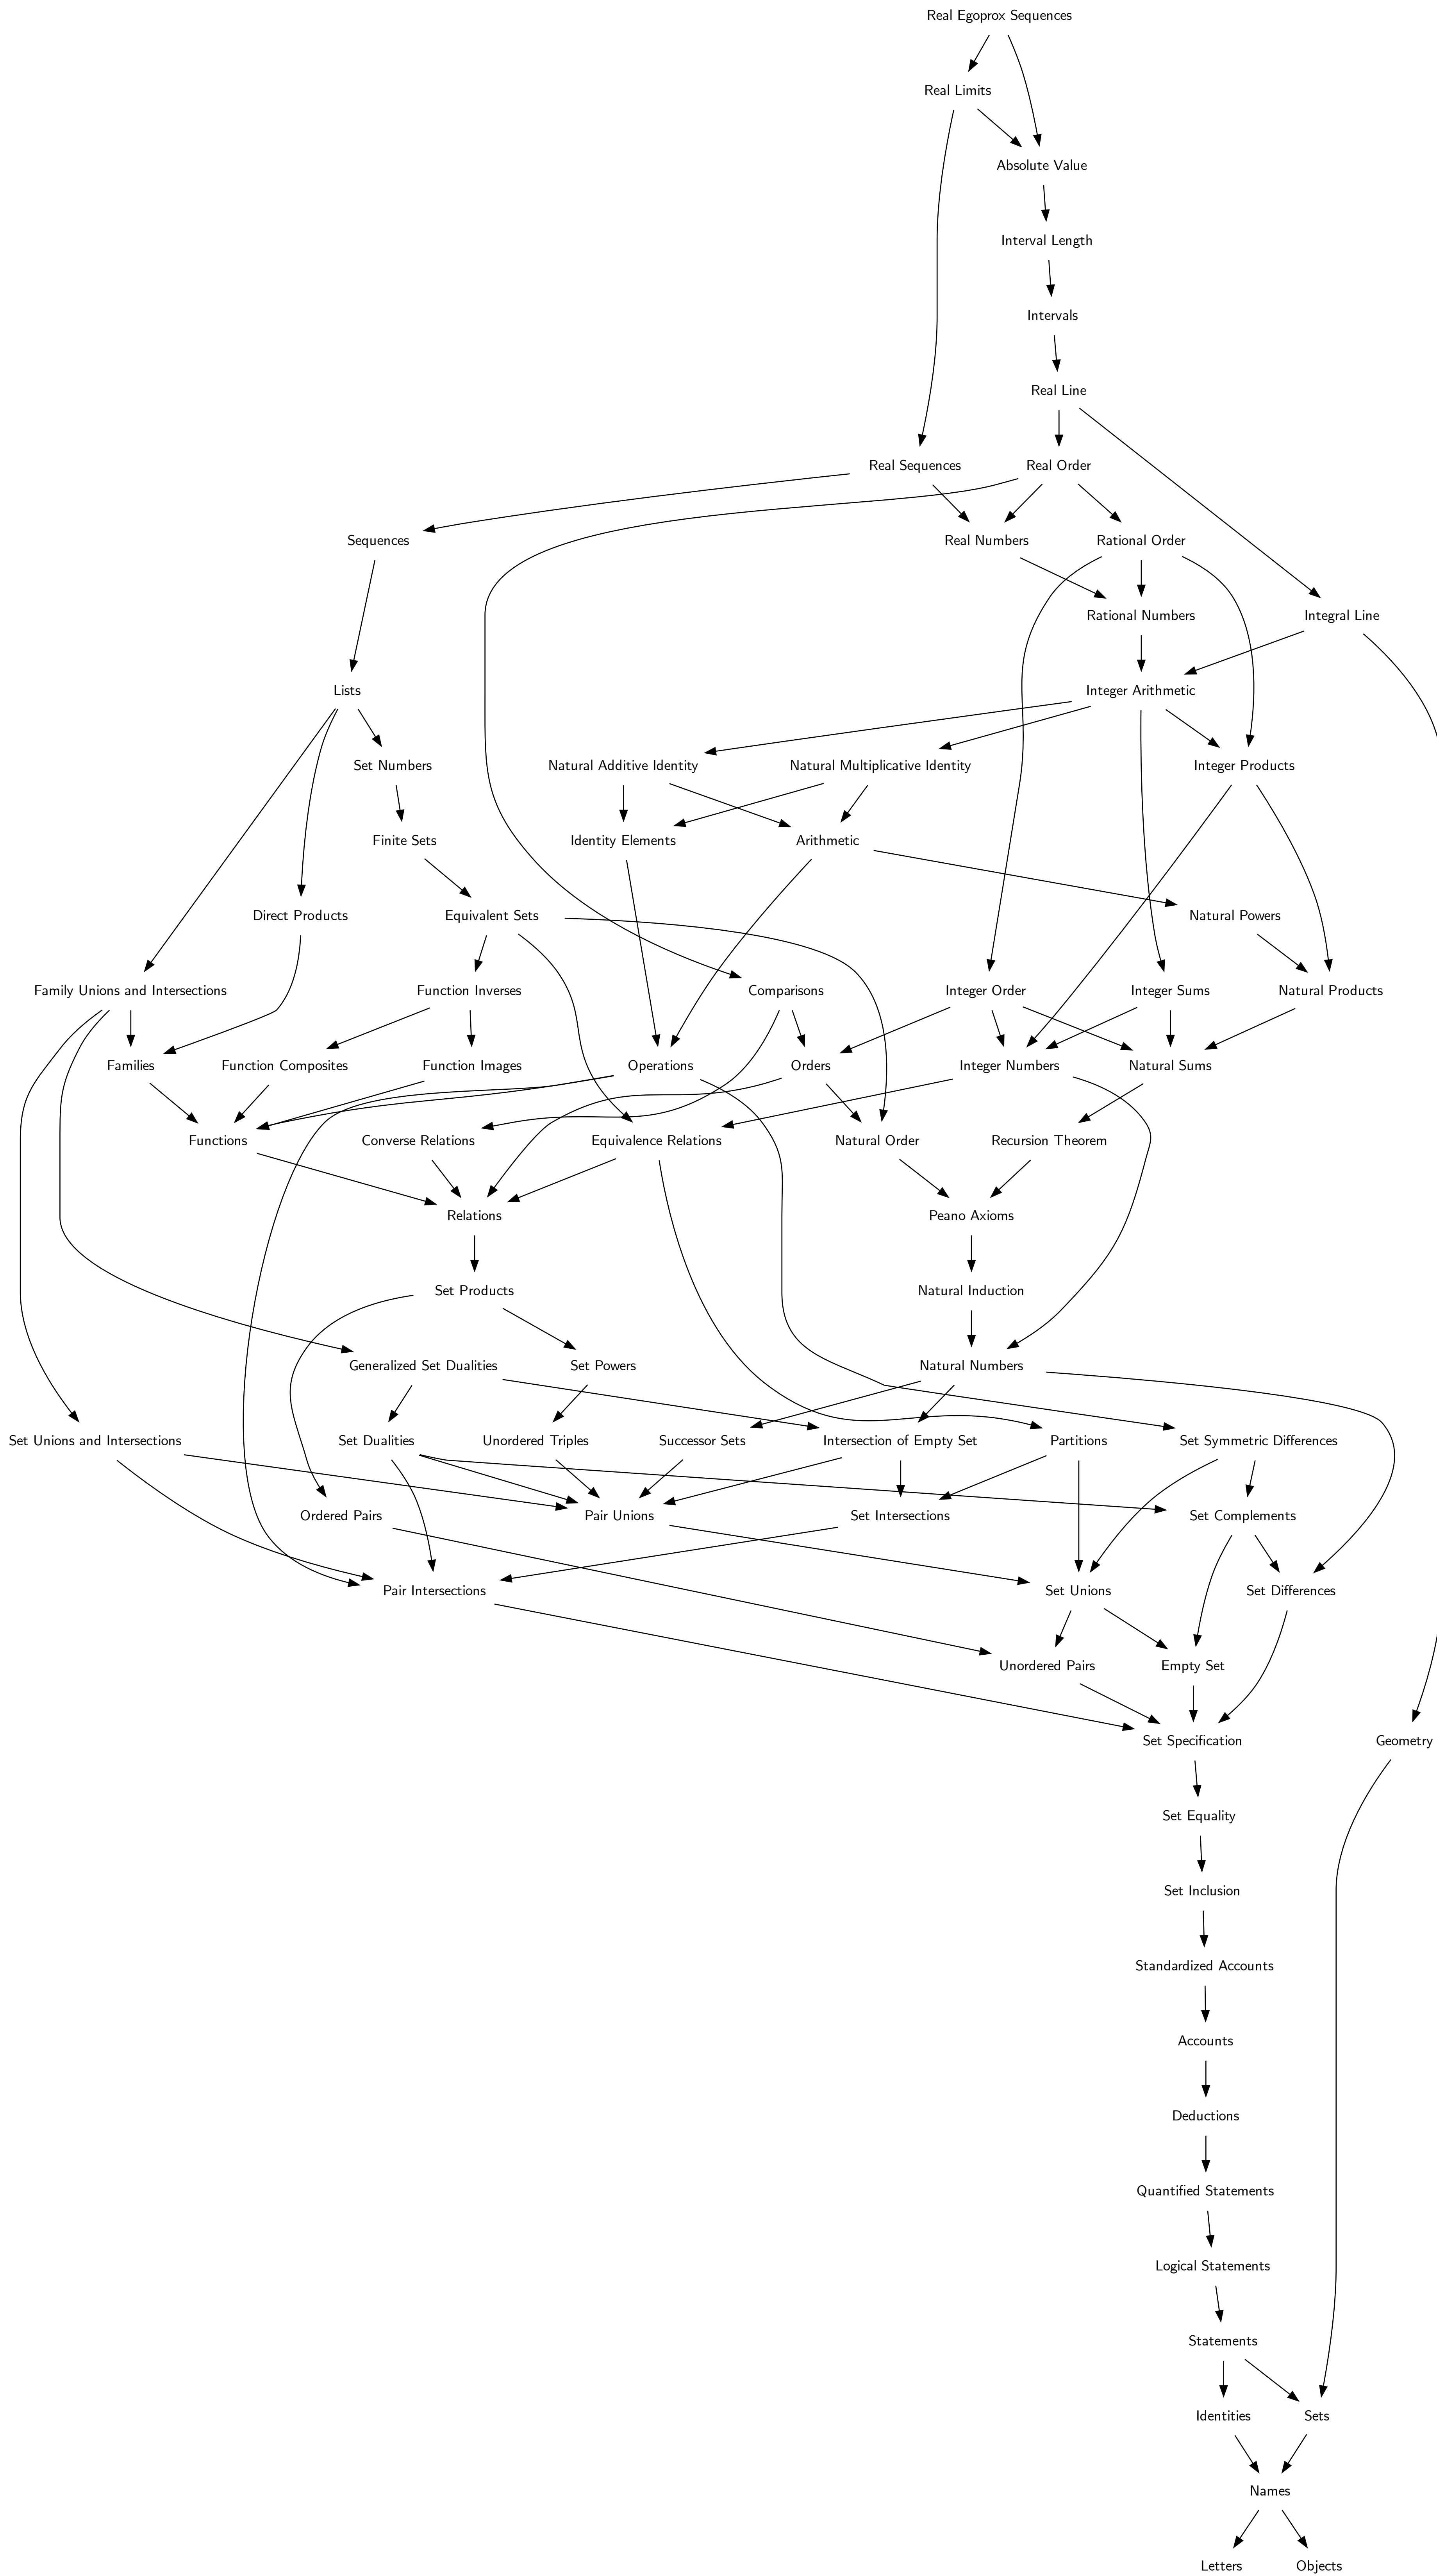 Real Egoprox Sequences
Real Limits
Absolute Value
Interval Length
Intervals
Real Line
Real Sequences
Real Order
Sequences
Real Numbers
Rational Order
Rational Numbers
Integral Line
Lists
Integer Arithmetic
Set Numbers
Natural Additive Identity
Natural Multiplicative Identity
Integer Products
Finite Sets
Identity Elements
Arithmetic
Direct Products
Equivalent Sets
Natural Powers
Family Unions and Intersections
Function Inverses
Comparisons
Integer Order
Integer Sums
Natural Products
Families
Function Composites
Function Images
Operations
Orders
Integer Numbers
Natural Sums
Functions
Converse Relations
Equivalence Relations
Natural Order
Recursion Theorem
Relations
Peano Axioms
Set Products
Natural Induction
Generalized Set Dualities
Set Powers
Natural Numbers
Set Unions and Intersections
Set Dualities
Unordered Triples
Successor Sets
Intersection of Empty Set
Partitions
Set Symmetric Differences
Ordered Pairs
Pair Unions
Set Intersections
Set Complements
Pair Intersections
Set Unions
Set Differences
Unordered Pairs
Empty Set
Set Specification
Geometry
Set Equality
Set Inclusion
Standardized Accounts
Accounts
Deductions
Quantified Statements
Logical Statements
Statements
Identities
Sets
Names
Letters
Objects